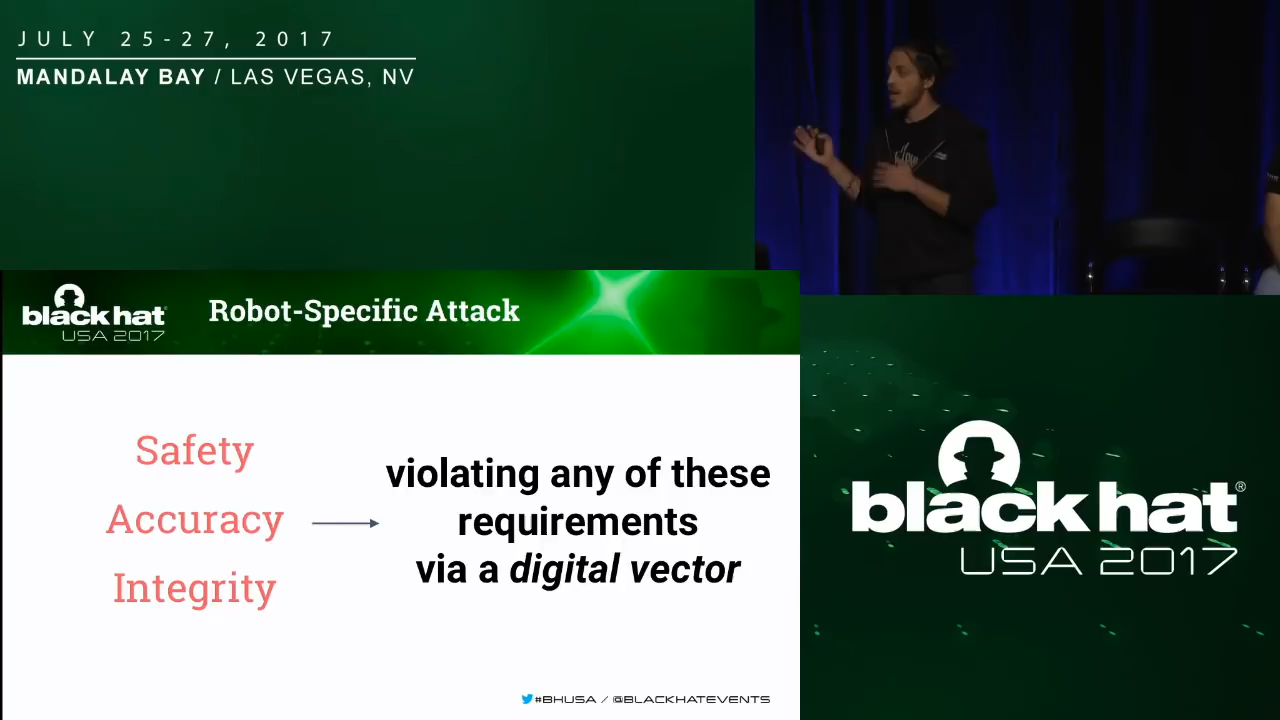 JULY 25-27, 2017
MANDALAY BAY / LAS VEGAS, NV
black hat
USA 2017
Robot-Specific Attack
Safety
Accuracy
Integrity
violating any of these
requirements
via a digital vector
#BHUSA / @BLACKHATEVENTS
black hat®
USA 2017